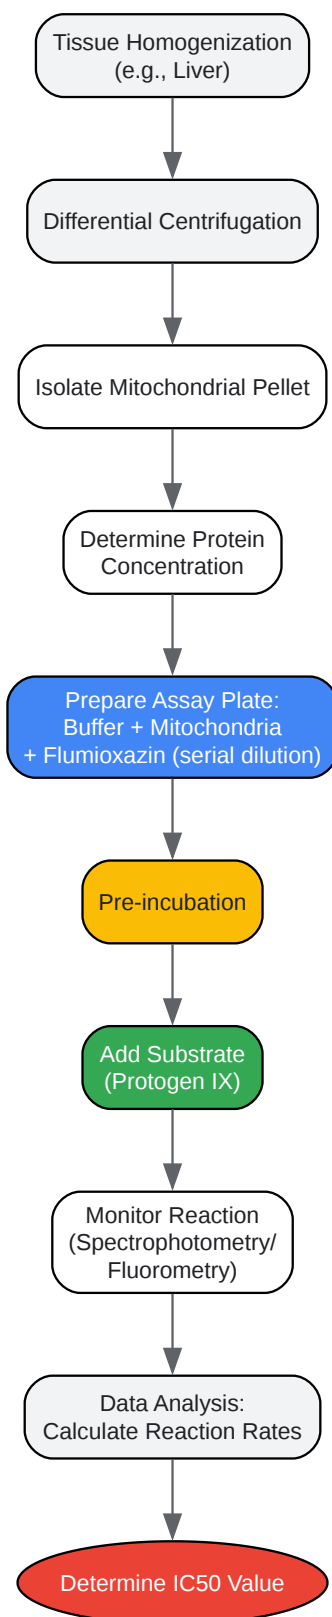 Tissue Homogenization
(e.g., Liver)
Differential Centrifugation
Isolate Mitochondrial Pellet
Determine Protein
Concentration
Prepare Assay Plate:
Buffer + Mitochondria
+ Flumioxazin (serial dilution)
Pre-incubation
Add Substrate
(Protogen IX)
Monitor Reaction
(Spectrophotometry/
Fluorometry)
Data Analysis:
Calculate Reaction Rates
Determine IC50 Value